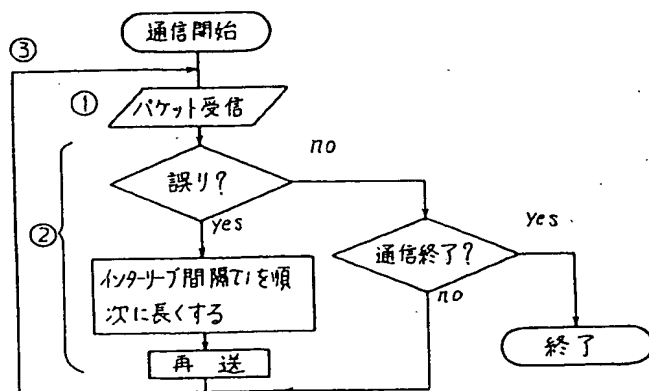 通信開始
③
①
パケット受信
no
誤り?
②
yes
yes
通信終了?
インターリーブ間隔T1を順
次に長くする
no
再送
終了